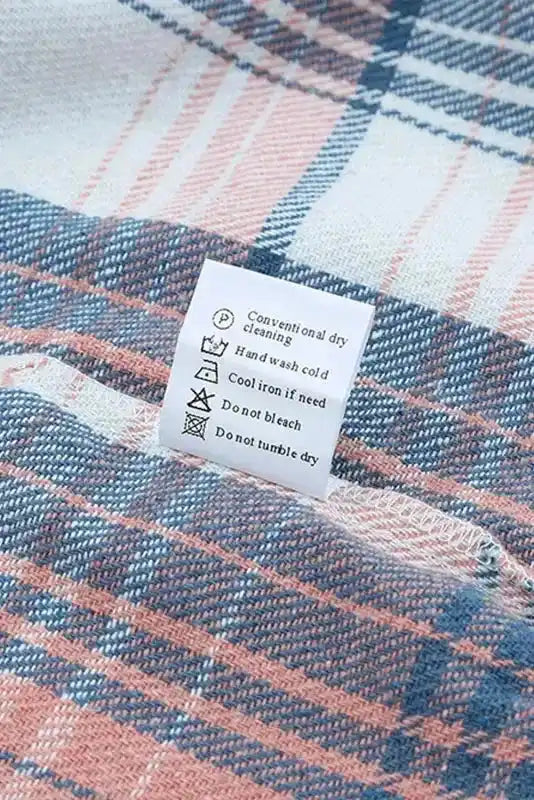 P
Conventional dry
cleaning
Hand wash cold
Cool iron if need
Do not bleach
Do not tumble dry